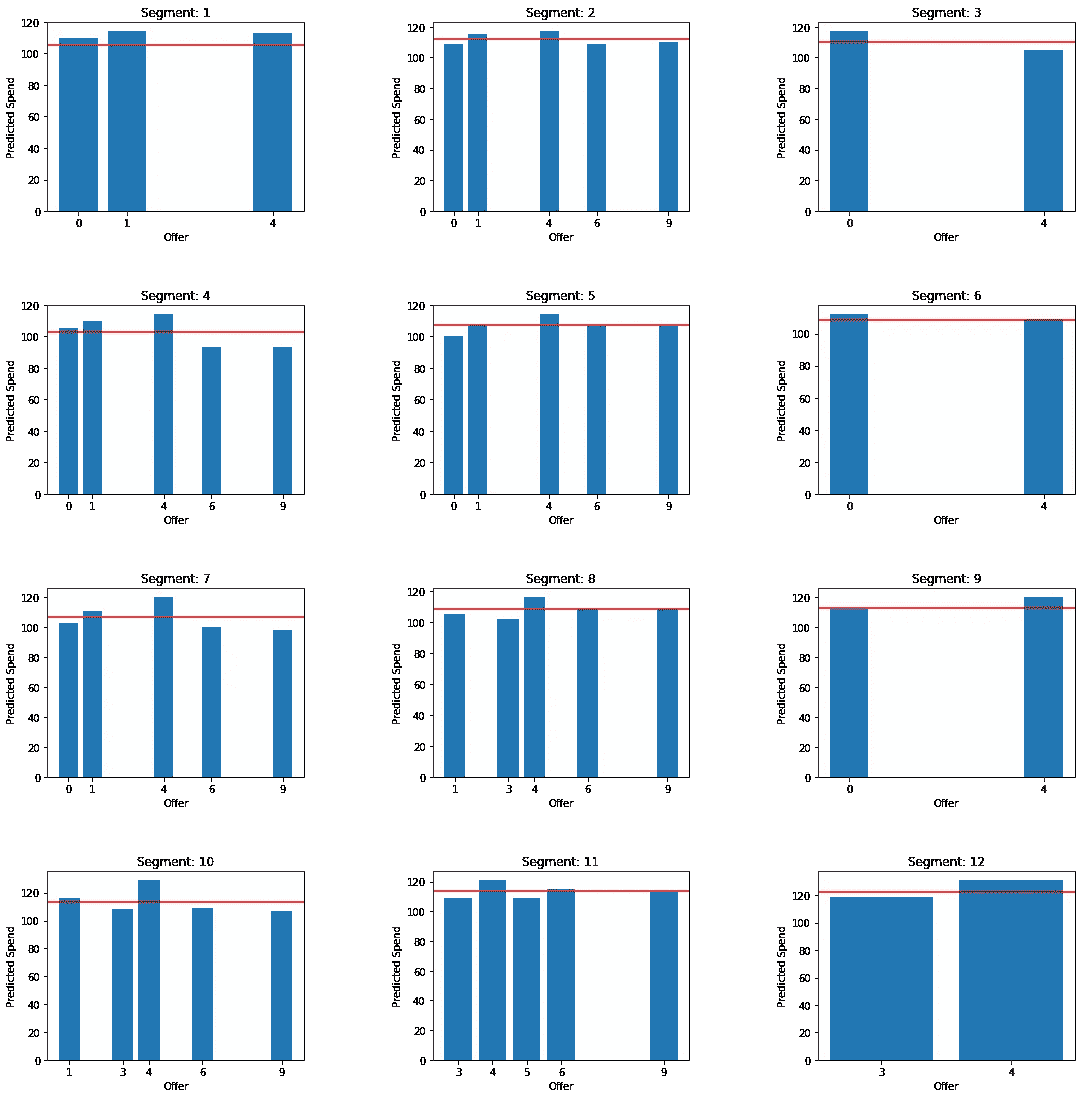 Segment: 1
Predicted Spend
120
100
80
60
40
20
0
0 1 4
Offer
Segment: 2
Predicted Spend
120
100
80
60
40
20
0
0 1 4 6 9
Offer
Segment: 3
Predicted Spend
120
100
80
60
40
20
0
0 4
Offer
Segment: 4
Predicted Spend
120
100
80
60
40
20
0
0 1 4 6 9
Offer
Segment: 5
Predicted Spend
120
100
80
60
40
20
0
0 1 4 6 9
Offer
Segment: 6
Predicted Spend
100
80
60
40
20
0
0 4
Offer
Segment: 7
Predicted Spend
120
100
80
60
40
20
0
0 1 4 6 9
Offer
Segment: 8
Predicted Spend
120
100
80
60
40
20
0
1 3 4 6 9
Offer
Segment: 9
Predicted Spend
120
100
80
60
40
20
0
0 4
Offer
Segment: 10
Predicted Spend
120
100
80
60
40
20
0
1 3 4 6 9
Offer
Segment: 11
Predicted Spend
120
100
80
60
40
20
0
3 4 5 6 9
Offer
Segment: 12
Predicted Spend
120
100
80
60
40
20
0
3 4
Offer